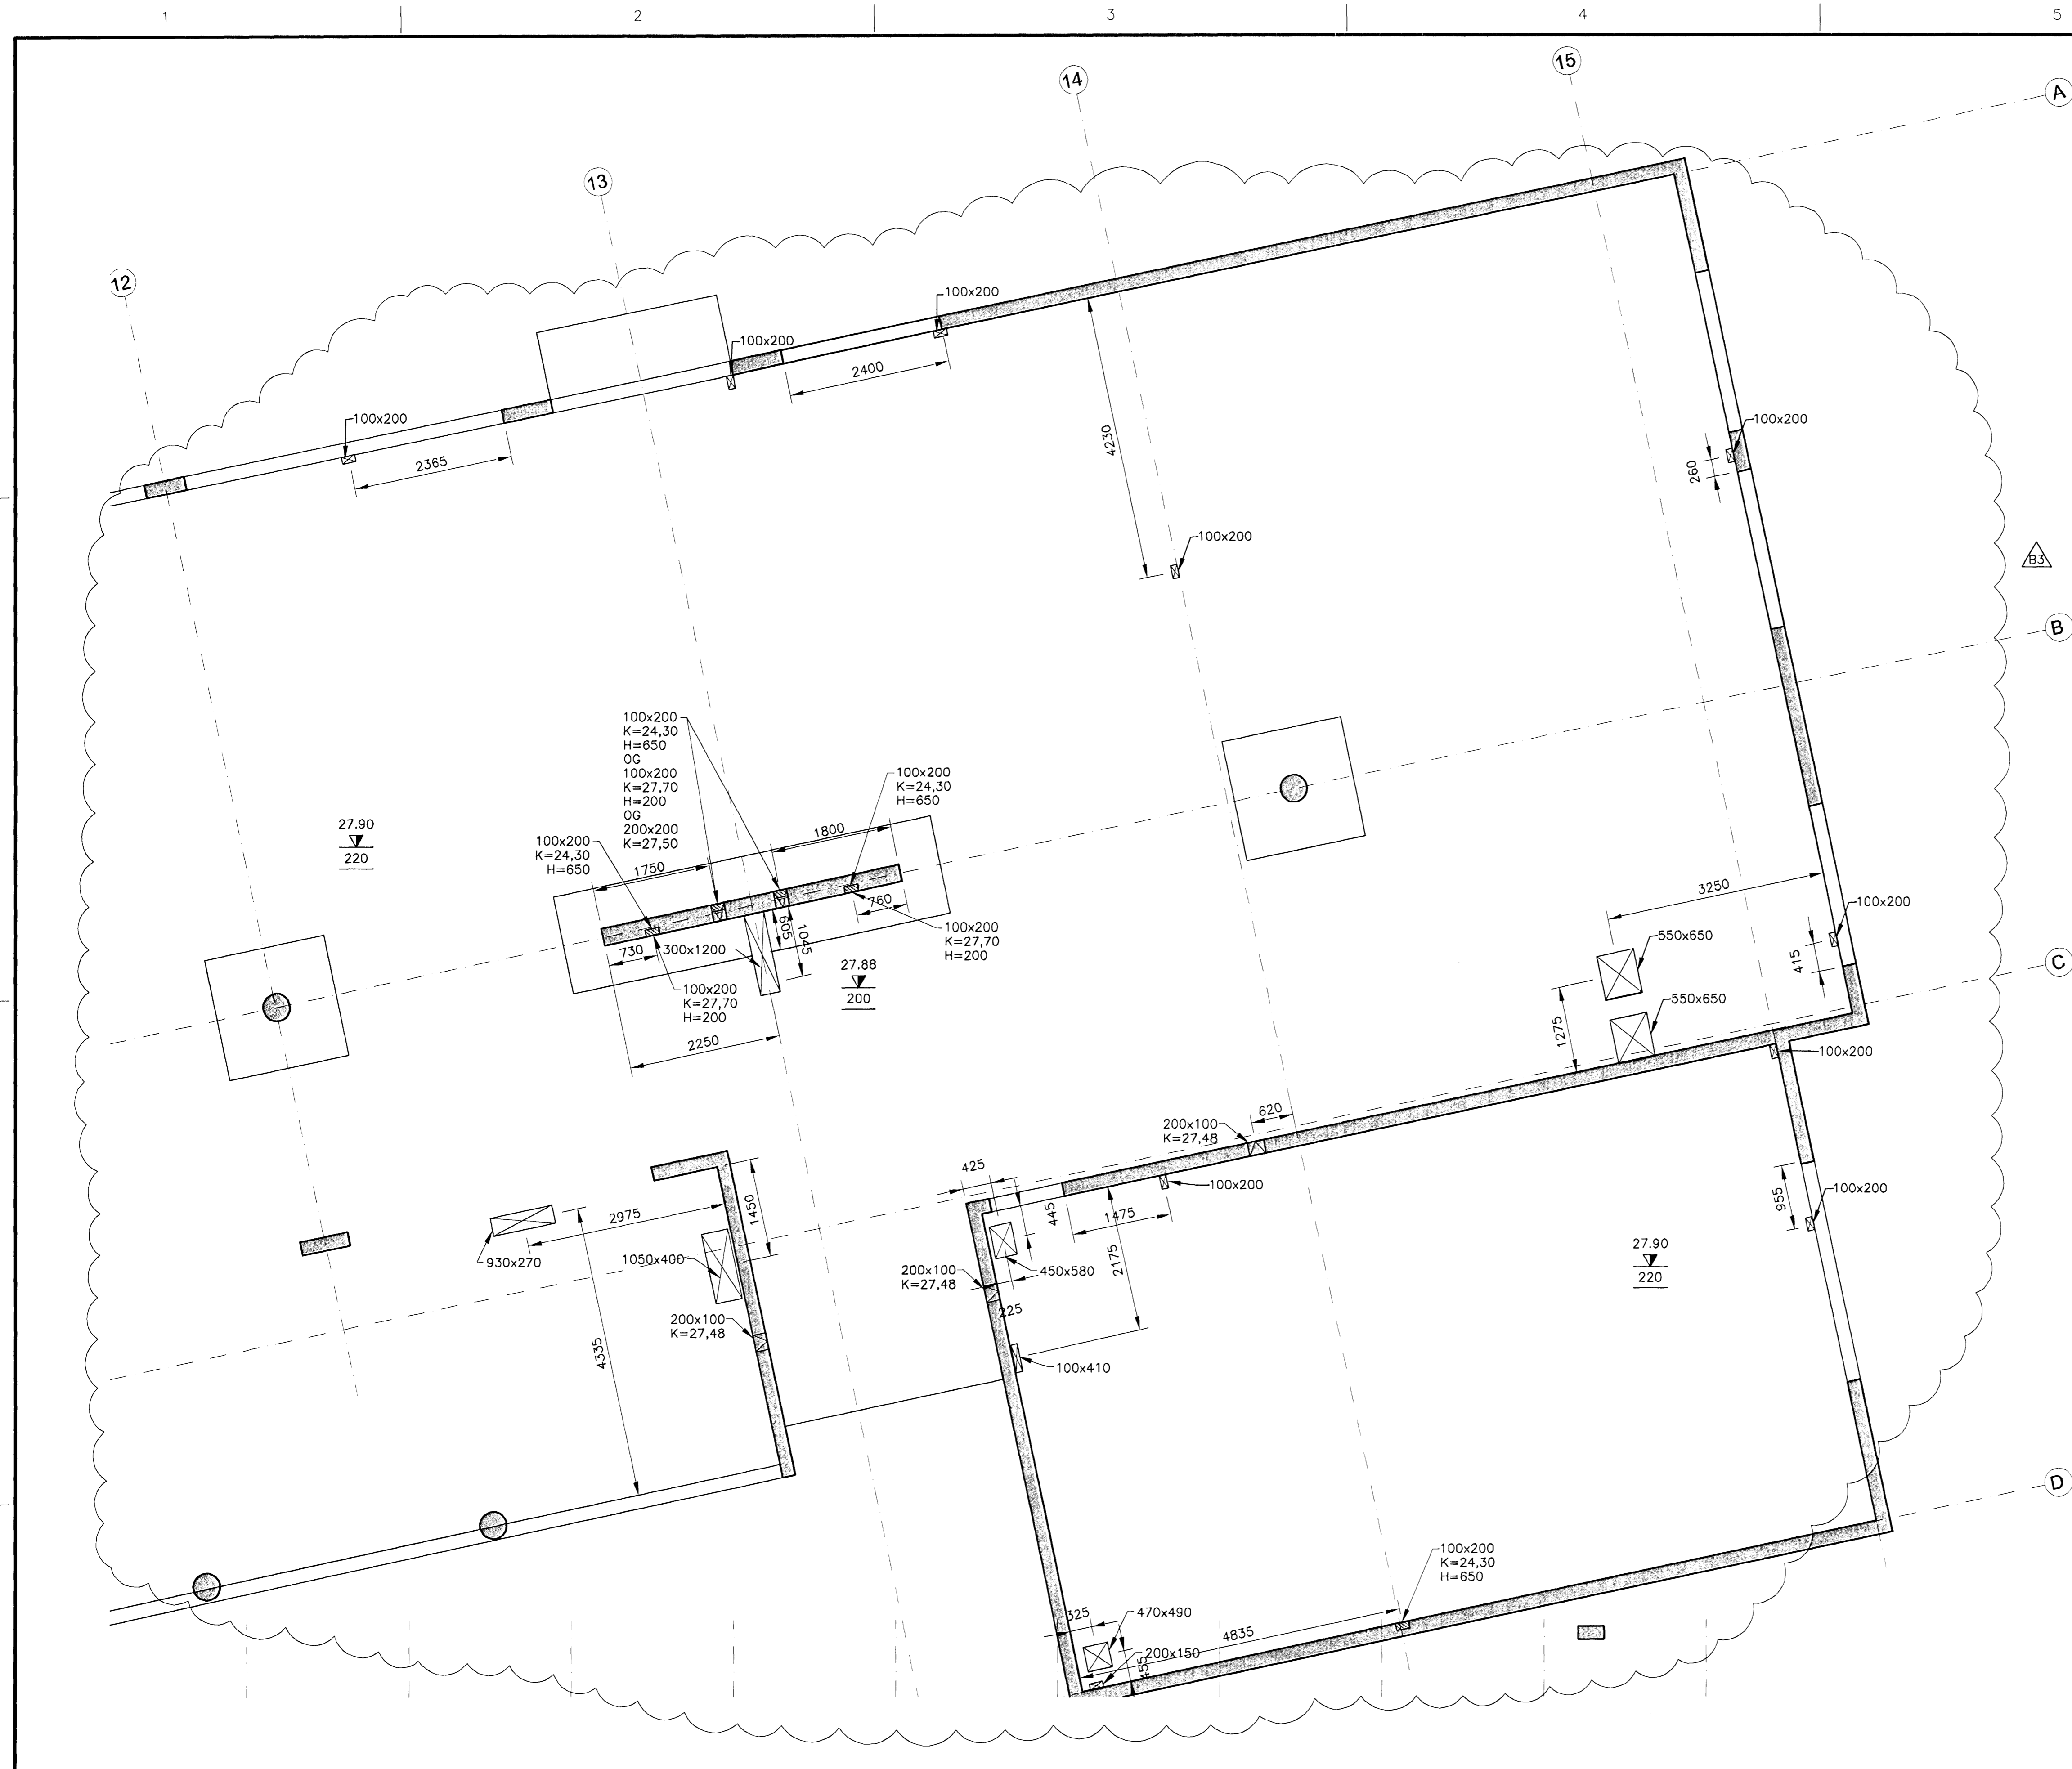 1 2 3 4 5
15
14
A
13
12
100x200
100x200
2400
100x200
2365
4230
100x200
260
100x200
B3
B
100x200
K=24,30
H=650
OG
100x200
K=27,70
H=200
OG
200x200
K=27,50
100x200
K=24,30
H=650
27.90
220
100x200
K=24,30
H=650
1800
1750
760
605
1045
730
300x1200
100x200
K=27,70
H=200
27.88
200
100x200
K=27,70
H=200
2250
3250
100x200
550x650
415
C
550x650
1275
100x200
620
200x100
K=27,48
425
100x200
445
1475
2175
955
100x200
1450
2975
930x270
1050x400
4335
200x100
K=27,48
200x100
K=27,48
450x580
225
100x410
27.90
220
D
100x200
K=24,30
H=650
325
470x490
4835
200x150
455